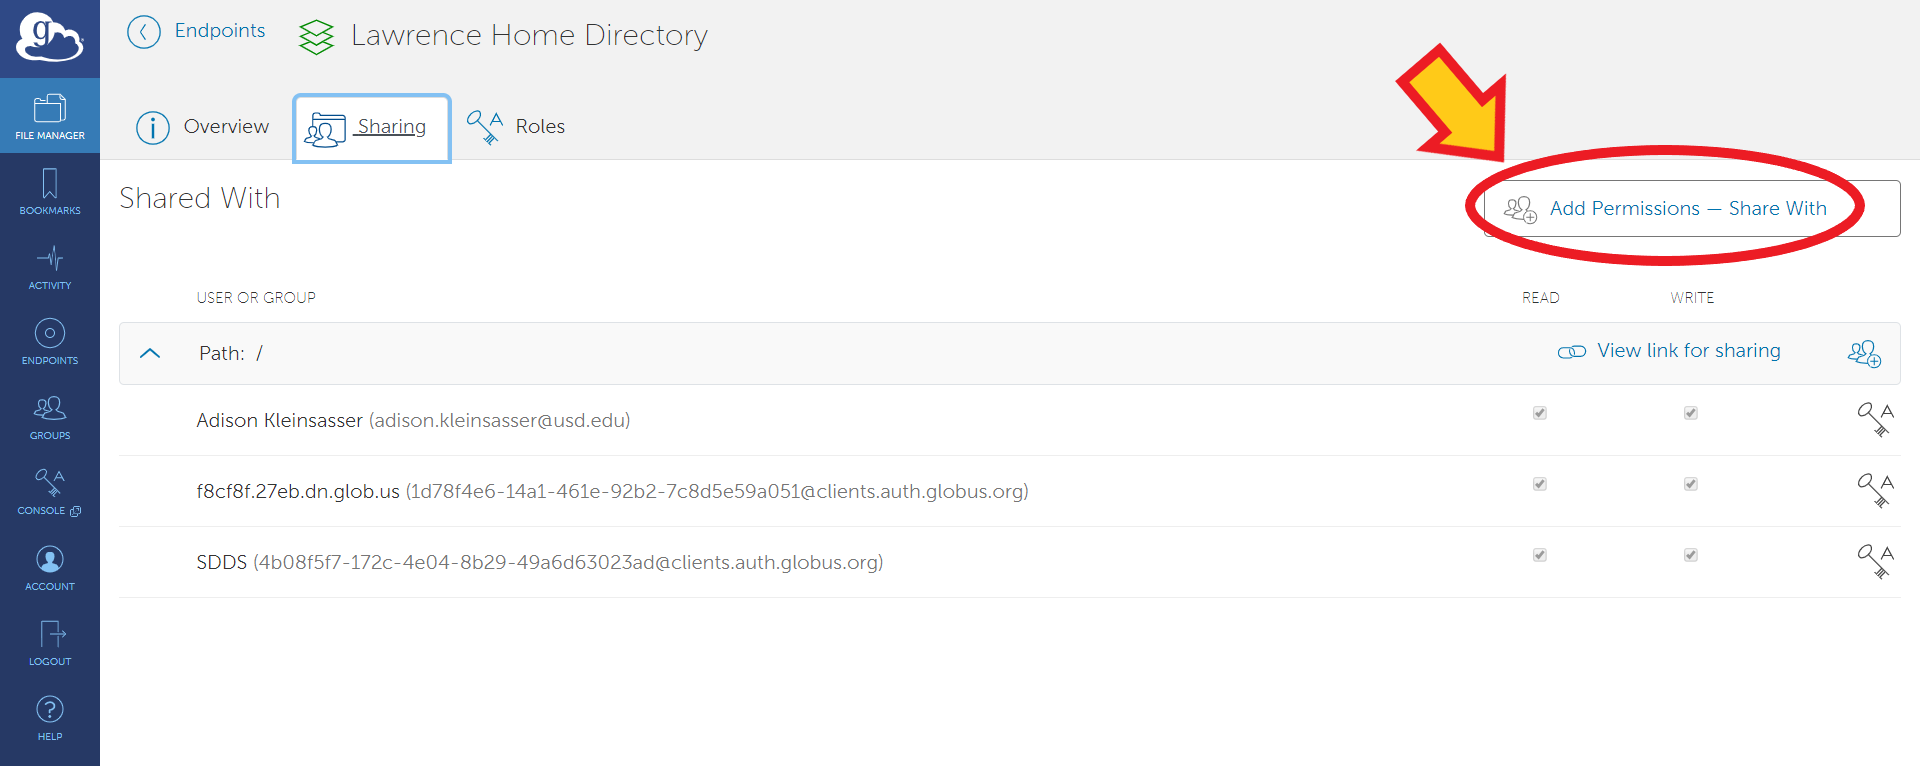 g
Endpoints
Lawrence Home Directory
FILE MANAGER
Overview
Sharing
A
Roles
BOOKMARKS
Shared With
Add Permissions — Share With
ACTIVITY
USER OR GROUP
READ
WRITE
ENDPOINTS
Path: /
View link for sharing
GROUPS
Adison Kleinsasser (adison.kleinsasser@usd.edu)
A
CONSOLE
f8cf8f.27eb.dn.glob.us (1d78f4e6-14a1-461e-92b2-7c8d5e59a051@clients.auth.globus.org)
A
ACCOUNT
SDDS (4b08f5f7-172c-4e04-8b29-49a6d63023ad@clients.auth.globus.org)
A
LOGOUT
HELP